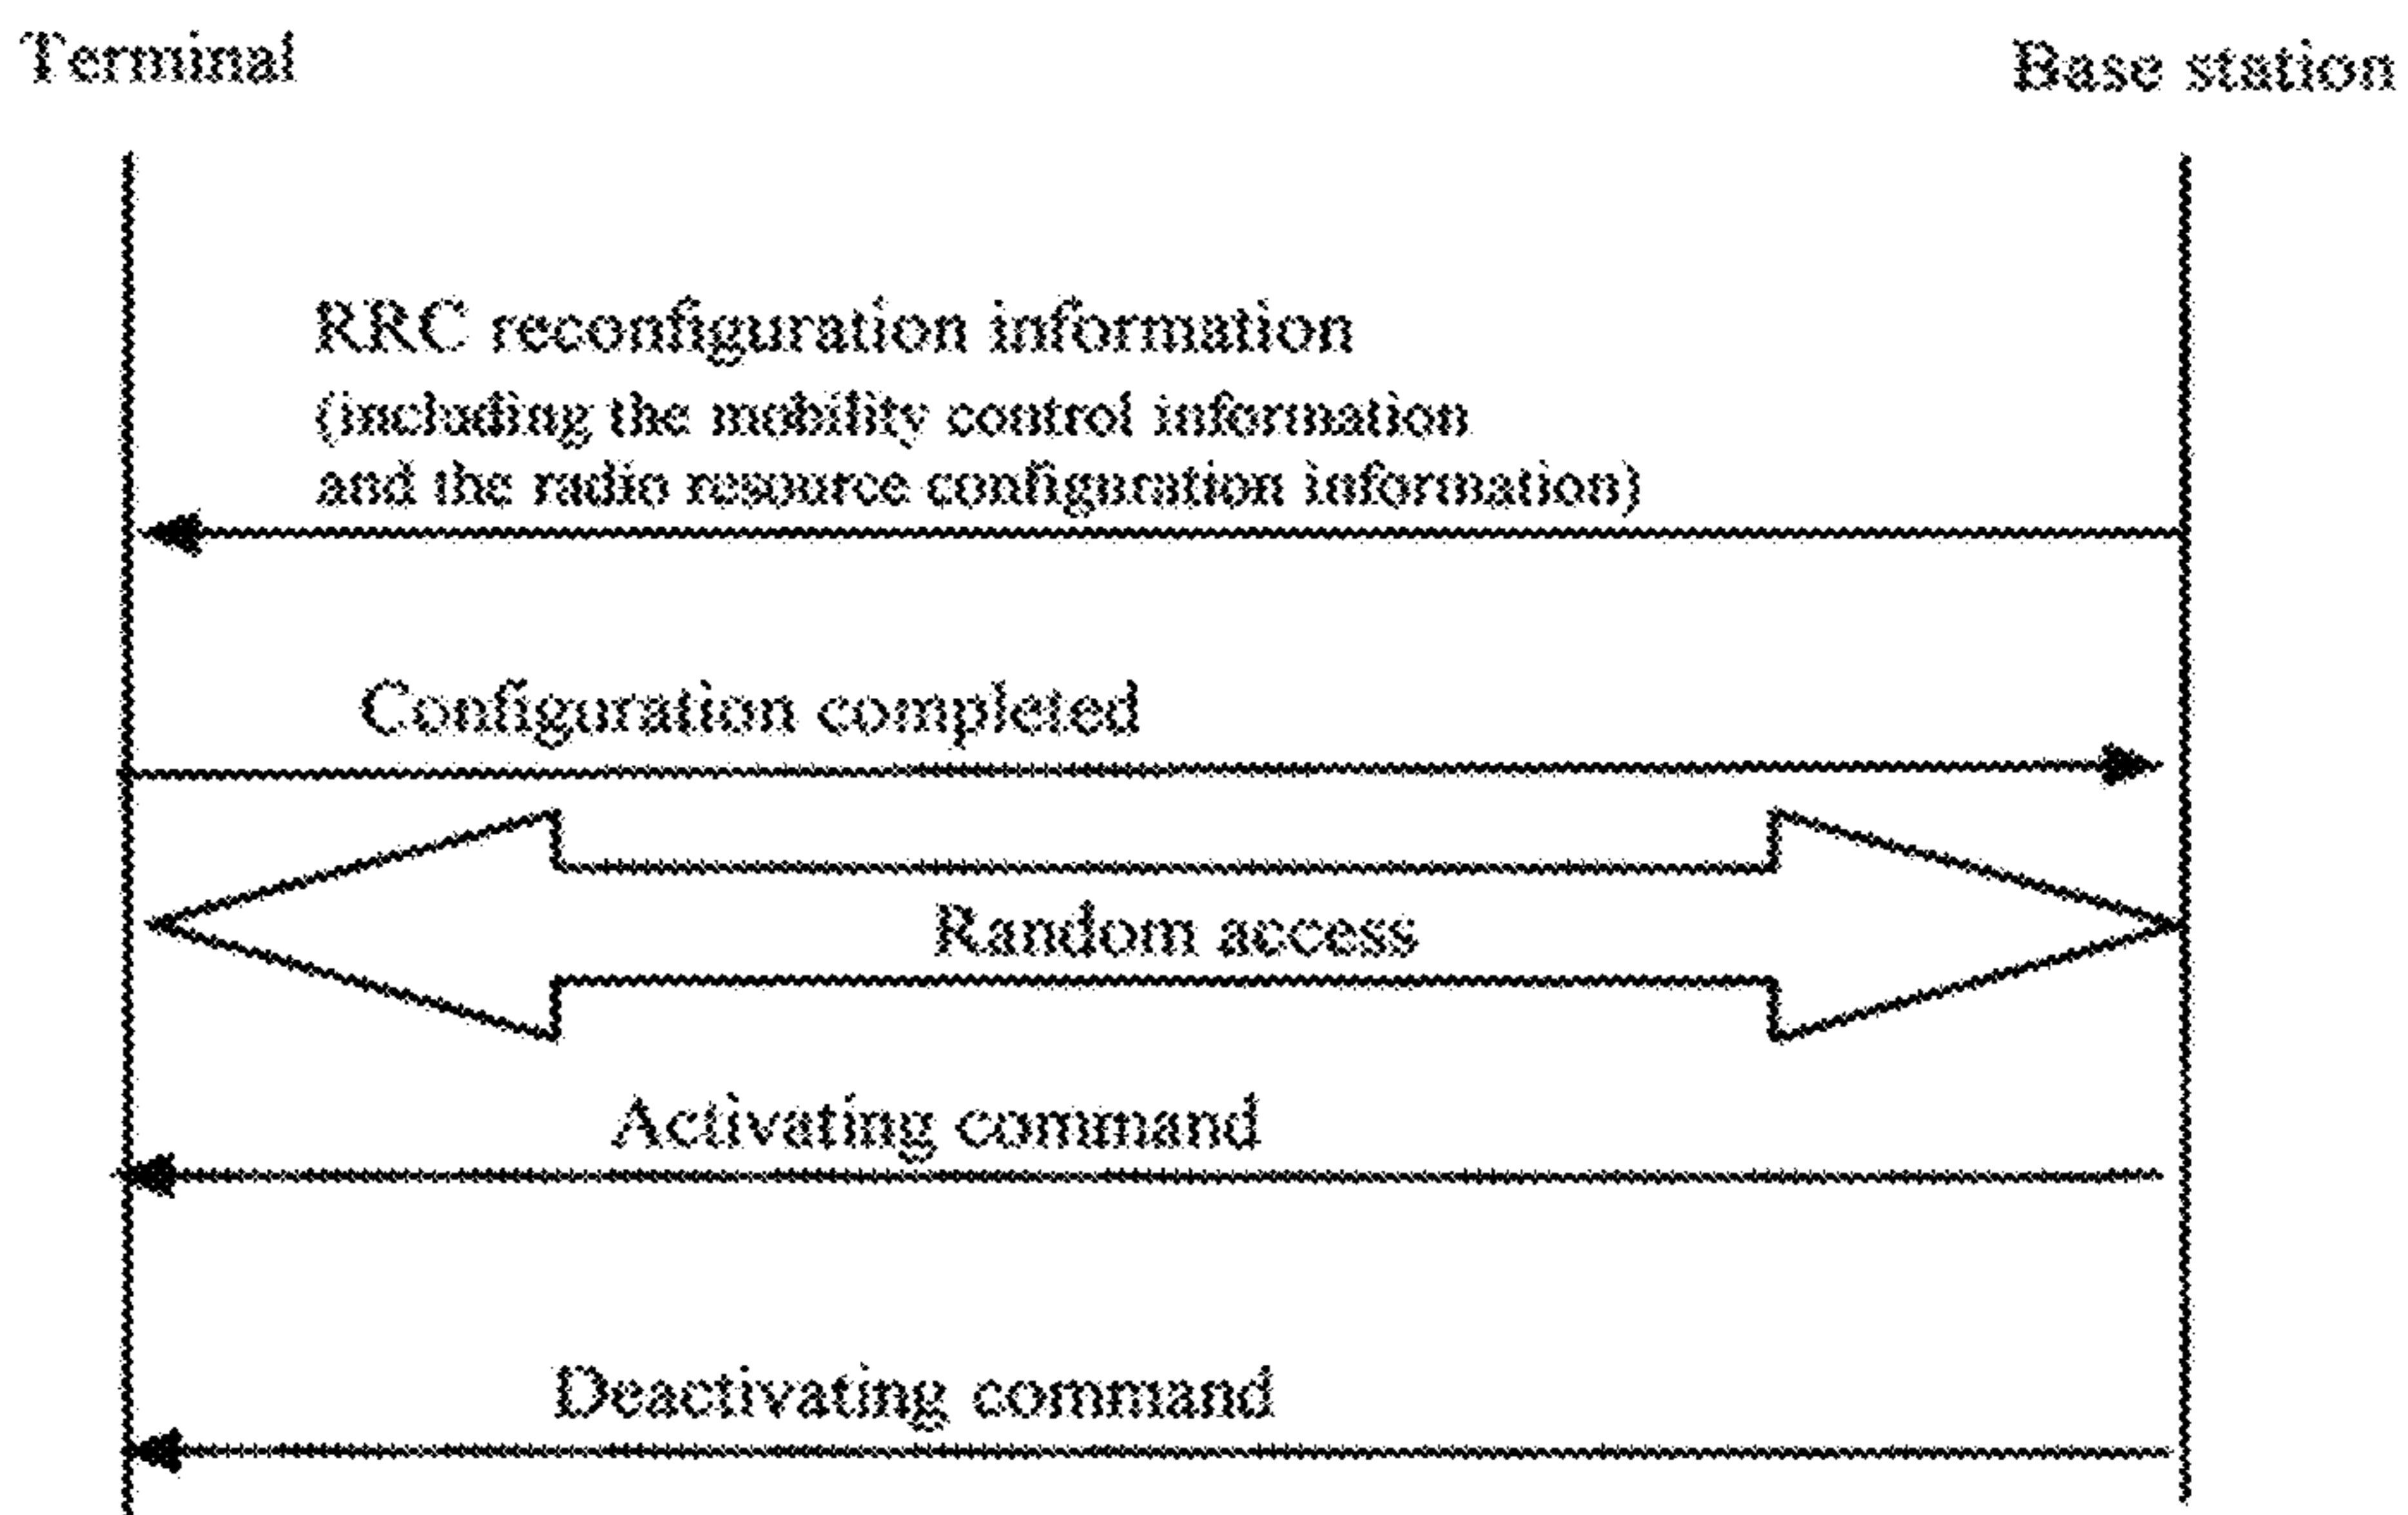 Terminal
Base station
RRC reconfiguration information
(including the mobility control information
and the radio resource configuration information)
Configuration completed
Random access
Activating command
Deactivating command